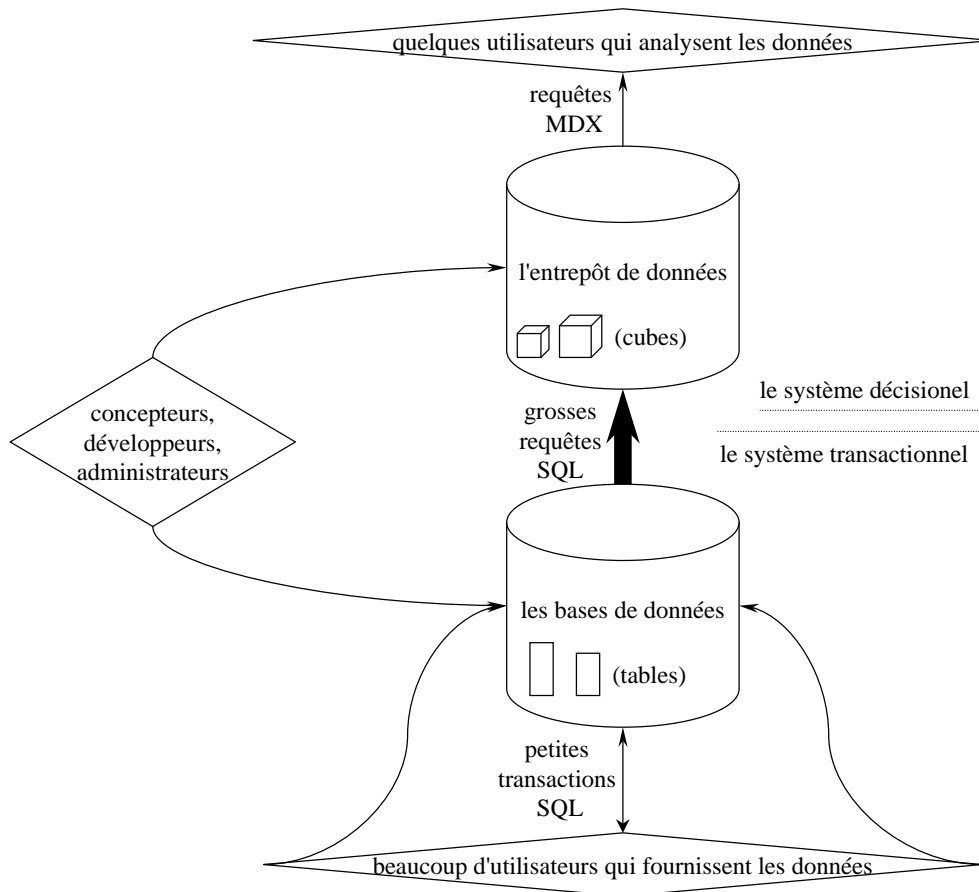 quelques utilisateurs qui analysent les données
requêtes
MDX
l'entrepôt de données
(cubes)
le système décisionel
grosses
requêtes
SQL
concepteurs,
développeurs,
administrateurs
le système transactionnel
les bases de données
(tables)
petites
transactions
SQL
beaucoup d'utilisateurs qui fournissent les données